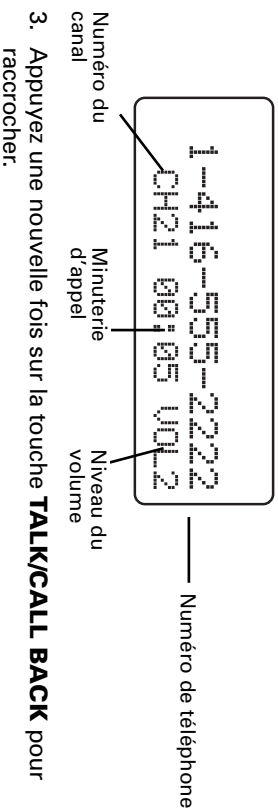 1-416-555-2222
CH21 00:05 VOL2
Numéro de téléphone
Numéro du
canal
Minuterie
d'appel
Niveau du
volume
3. Appuyez une nouvelle fois sur la touche TALK/CALL BACK pour
raccrocher.